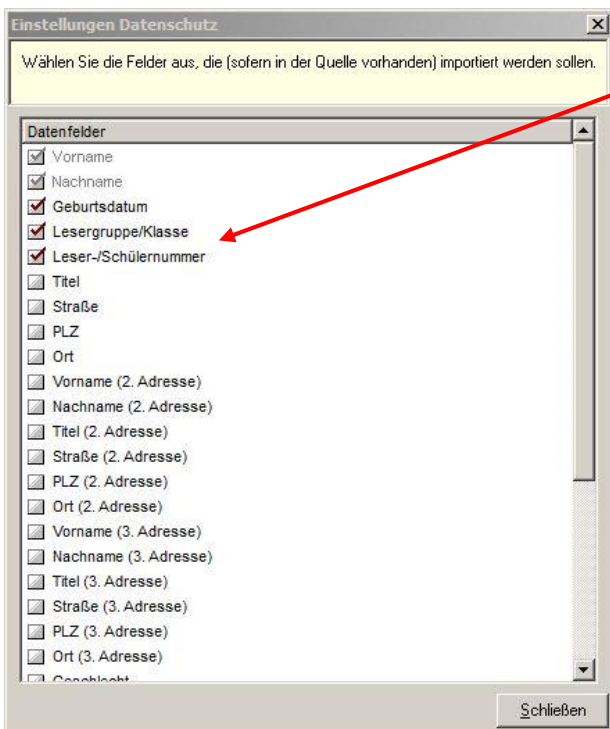 Einstellungen Datenschutz
Wählen Sie die Felder aus, die (sofern in der Quelle vorhanden) importiert werden sollen.
Datenfelder
Vorname
Nachname
Geburtsdatum
Lesergruppe/Klasse
Leser-/Schülernummer
Titel
Straße
PLZ
Ort
Vorname (2. Adresse)
Nachname (2. Adresse)
Titel (2. Adresse)
Straße (2. Adresse)
PLZ (2. Adresse)
Ort (2. Adresse)
Vorname (3. Adresse)
Nachname (3. Adresse)
Titel (3. Adresse)
Straße (3. Adresse)
PLZ (3. Adresse)
Ort (3. Adresse)
Geschlecht
Schließen